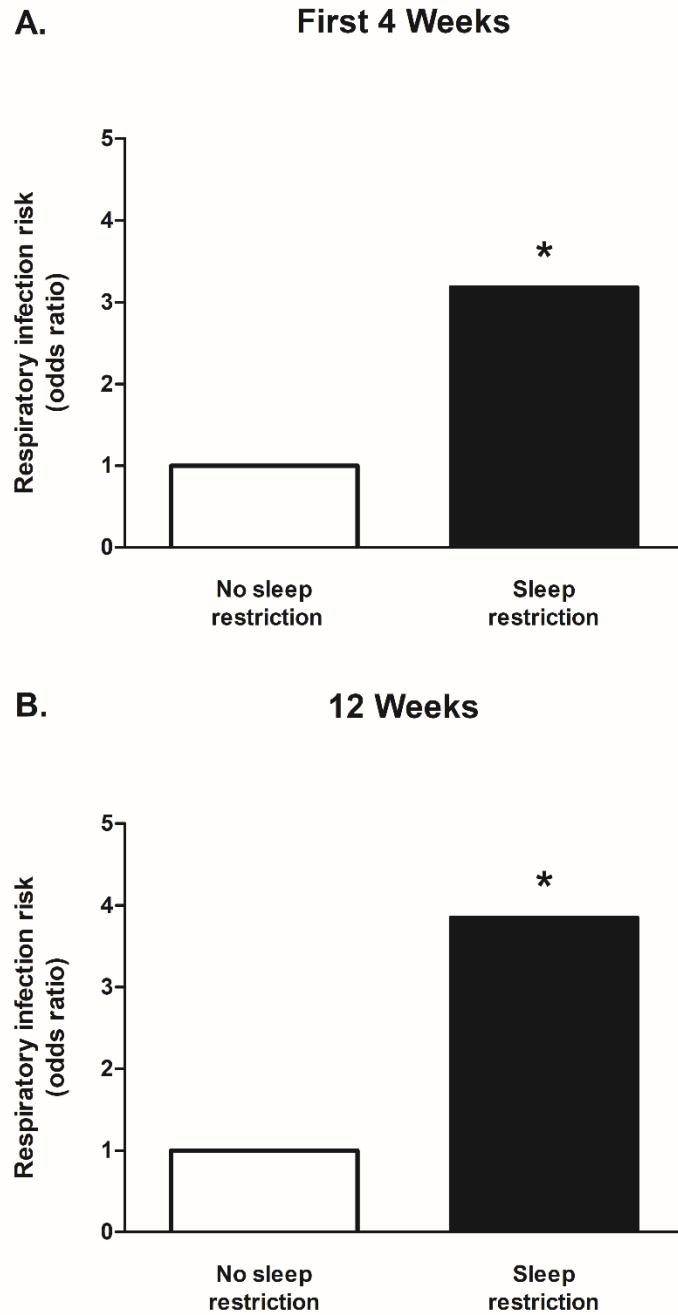 A.
First 4 Weeks
Respiratory infection risk
(odds ratio)
5
4
3
2
1
0
*
No sleep
restriction
Sleep
restriction
B.
12 Weeks
Respiratory infection risk
(odds ratio)
5
4
3
2
1
0
*
No sleep
restriction
Sleep
restriction